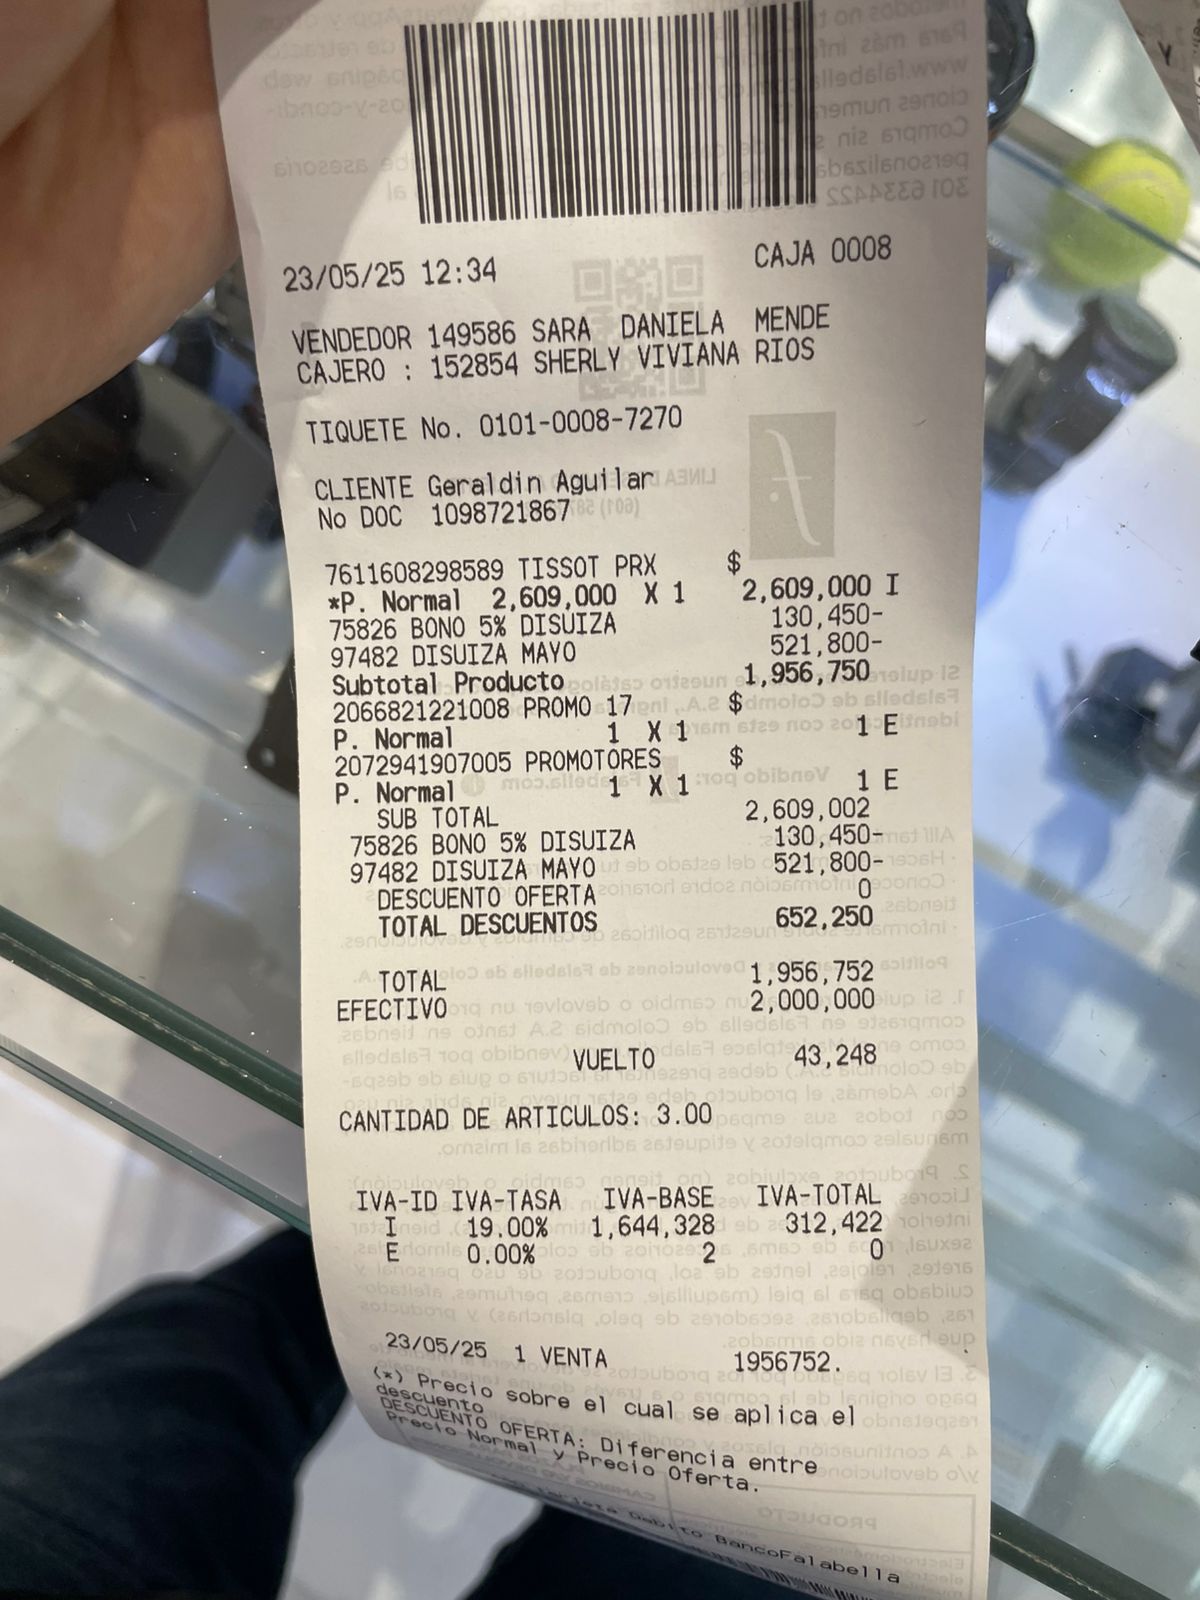 23/05/25 12:34 CAJA 0008
VENDEDOR 149586 SARA DANIELA MENDE
CAJERO : 152854 SHERLY VIVIANA RIOS
TIQUETE No. 0101-0008-7270
CLIENTE Geraldin Aguilar
No DOC 1098721867
7611608298589 TISSOT PRX $
*P. Normal 2,609,000 X 1 2,609,000 I
75826 BONO 5% DISUIZA 130,450-
97482 DISUIZA MAYO 521,800-
Subtotal Producto 1,956,750
2066821221008 PROMO 17 $
P. Normal 1 X 1 1 E
2072941907005 PROMOTORES $
P. Normal 1 X 1 1 E
SUB TOTAL 2,609,002
75826 BONO 5% DISUIZA 130,450-
97482 DISUIZA MAYO 521,800-
DESCUENTO OFERTA 0
TOTAL DESCUENTOS 652,250
TOTAL 1,956,752
EFECTIVO 2,000,000
VUELTO 43,248
CANTIDAD DE ARTICULOS: 3.00
IVA-ID IVA-TASA IVA-BASE IVA-TOTAL
I 19.00% 1,644,328 312,422
E 0.00% 2 0
23/05/25 1 VENTA 1956752.
(*) Precio sobre el cual se aplica el
descuento
DESCUENTO OFERTA: Diferencia entre
Precio Normal y Precio Oferta.
Tarjeta Debito BancoFalabella